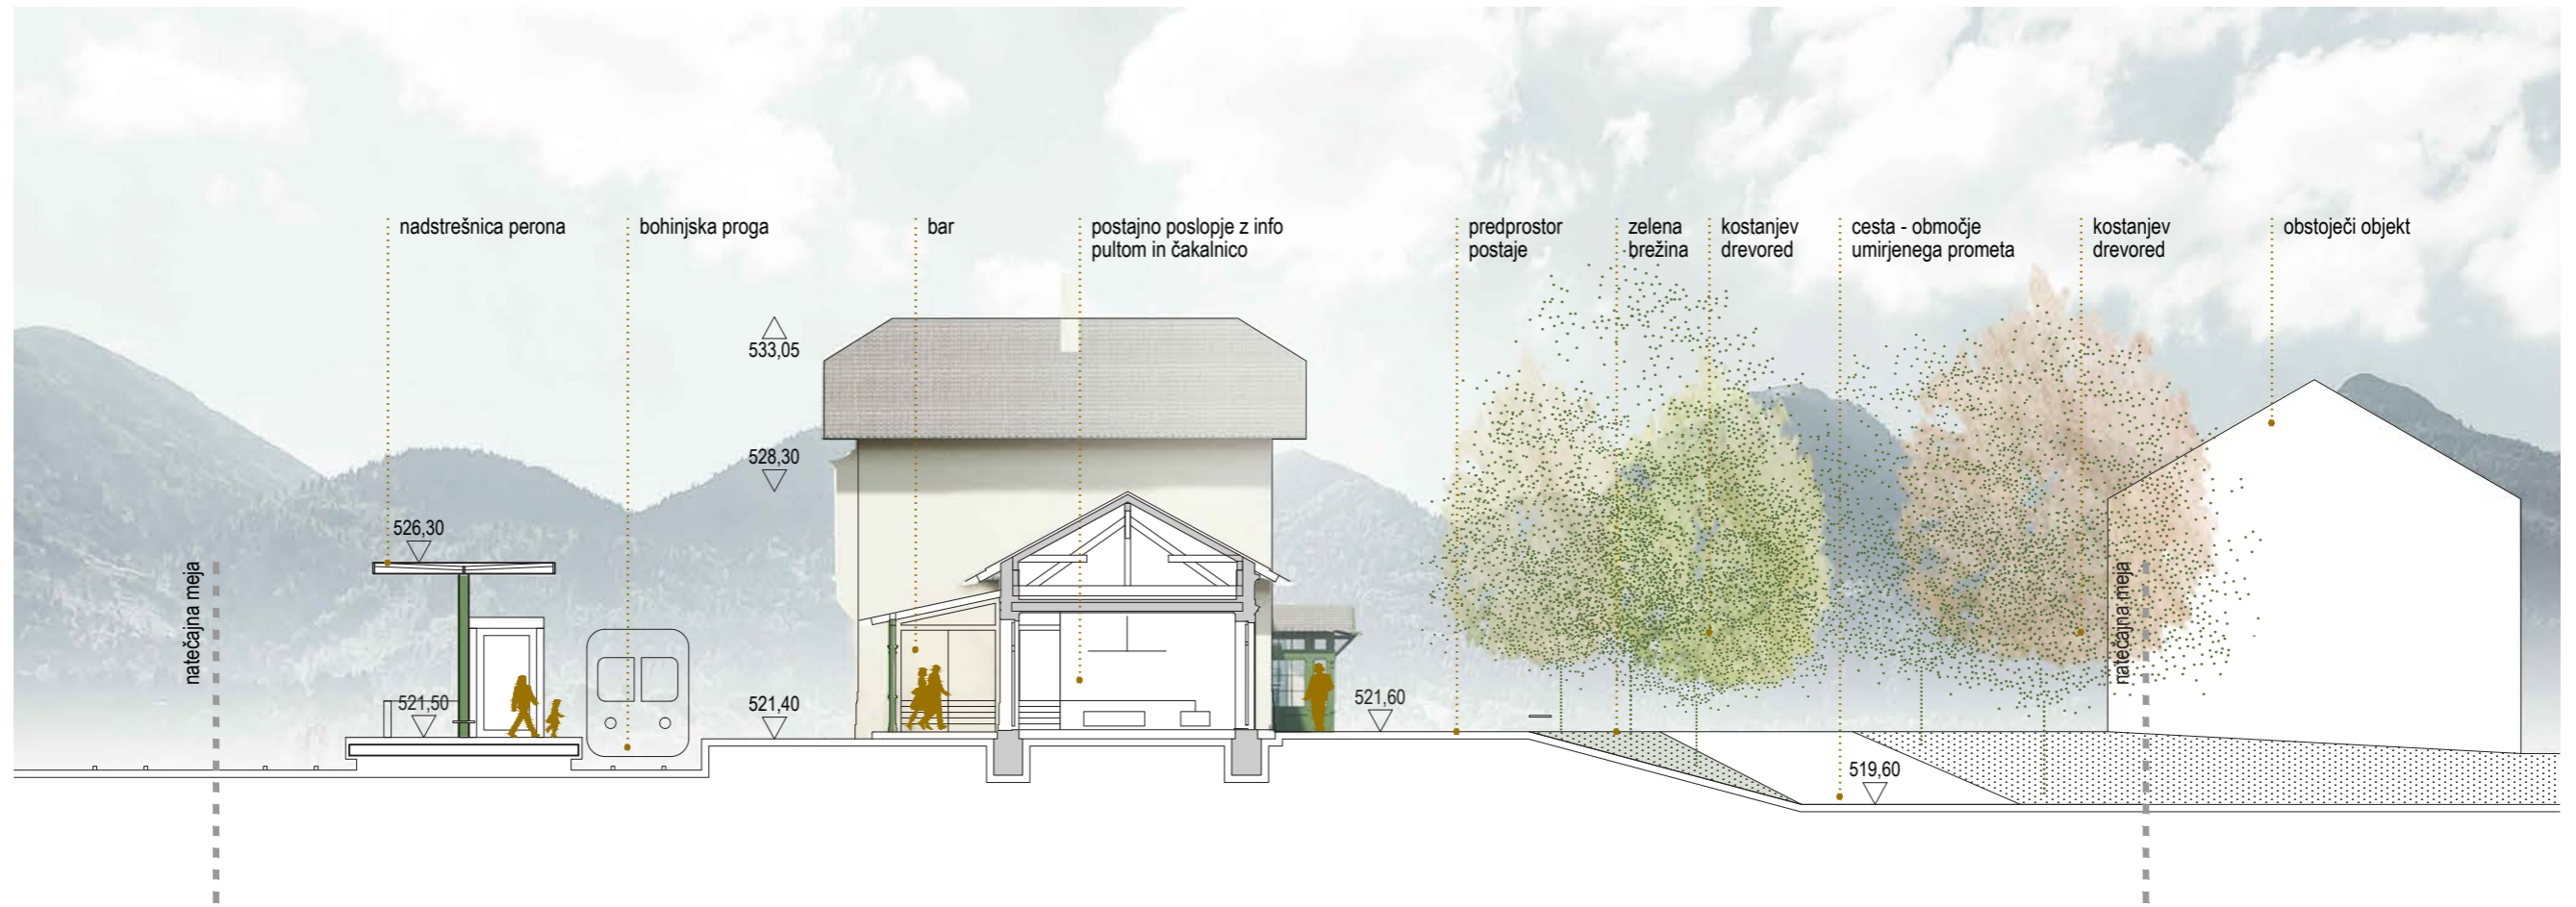 nadstrešnica perona
bohinjska proga
bar
postajno poslopje z info
pultom in čakalnico
predprostor
postaje
zelena
brežina
kostanjev
drevored
cesta - območje
umirjenega prometa
kostanjev
drevored
obstoječi objekt
533,05
528,30
526,30
natečajna meja
natečajna meja
521,50
521,40
521,60
519,60